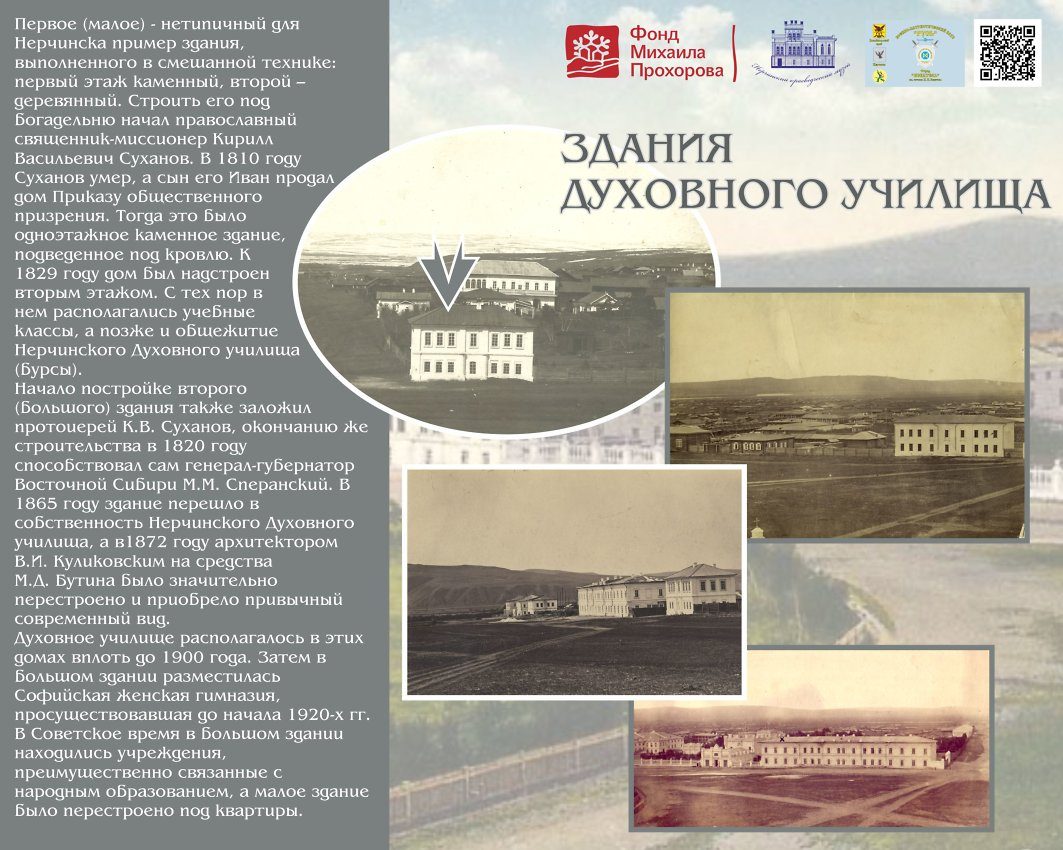 Первое (малое) - нетипичный для
Нерчинска пример здания,
выполненного в смешанной технике:
первый этаж каменный, второй –
деревянный. Строить его под
богадельню начал православный
священник-миссионер Кирилл
Васильевич Суханов. В 1810 году
Суханов умер, а сын его Иван продал
дом Приказу общественного
призрения. Тогда это было
одноэтажное каменное здание,
подведенное под кровлю. К
1829 году дом был надстроен
вторым этажом. С тех пор в
нем располагались учебные
классы, а позже и общежитие
Нерчинского Духовного училища
(бурсы).
Начало постройке второго
(большого) здания также заложил
протоиерей К.В. Суханов, окончанию же
строительства в 1820 году
способствовал сам генерал-губернатор
Восточной Сибири М.М. Сперанский. В
1865 году здание перешло в
собственность Нерчинского Духовного
училища, а в1872 году архитектором
В.И. Куликовским на средства
М.Д. Бутина было значительно
перестроено и приобрело привычный
современный вид.
Духовное училище располагалось в этих
домах вплоть до 1900 года. Затем в
Большом здании разместилась
Софийская женская гимназия,
просуществовавшая до начала 1920-х гг.
В Советское время в Большом здании
находились учреждения,
преимущественно связанные с
народным образованием, а малое здание
было перестроено под квартиры.
Фонд
Михаила
Прохорова
ЗДАНИЯ
ДУХОВНОГО УЧИЛИЩА